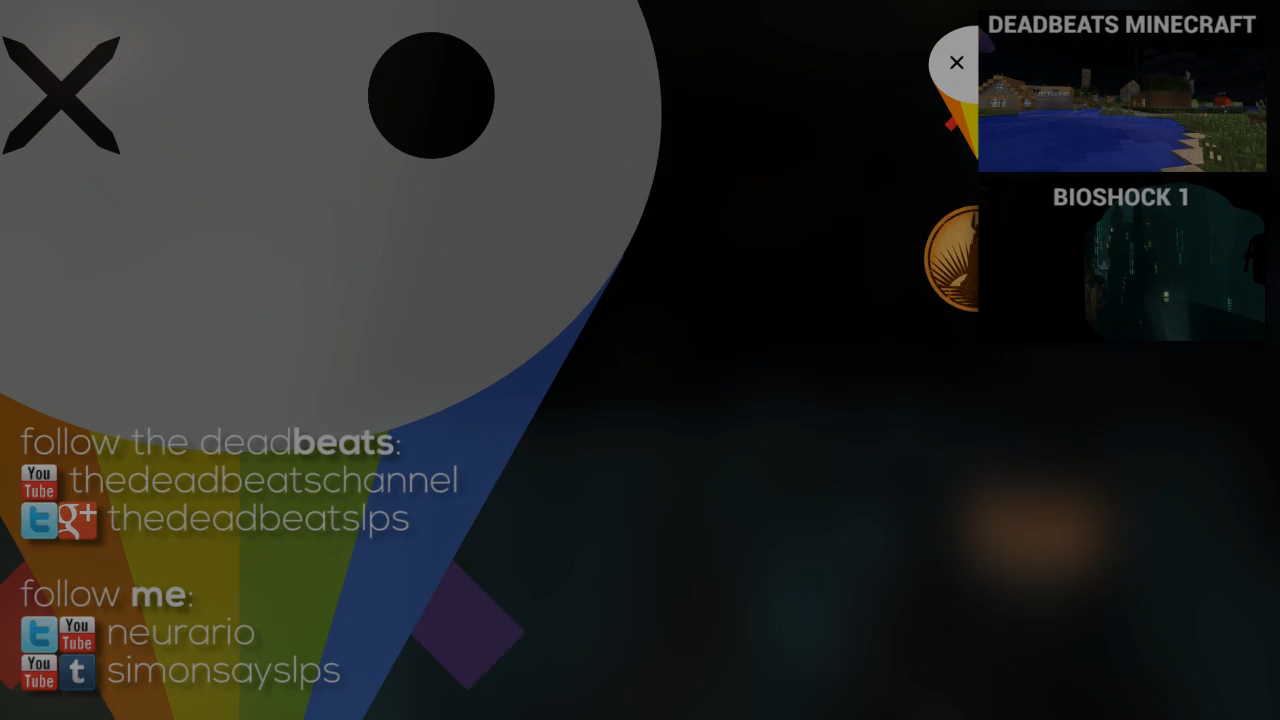 DEADBEATS MINECRAFT
BIOSHOCK 1
follow the deadbeats:
You Tube thedeadbeatschannel
t g+ thedeadbeatslps
follow me:
t You Tube neurario
You Tube t simonsayslps